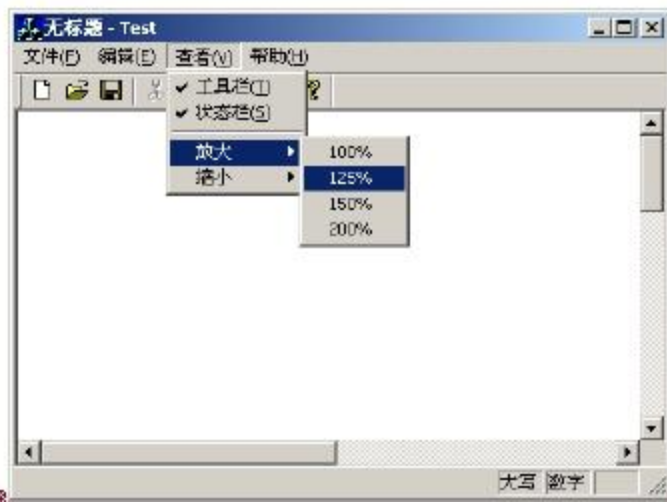 无标题 - Test
文件(F) 编辑(E) 查看(V) 帮助(H)
工具栏(T)
状态栏(S)
放大
缩小
100%
125%
150%
200%
大写 数字